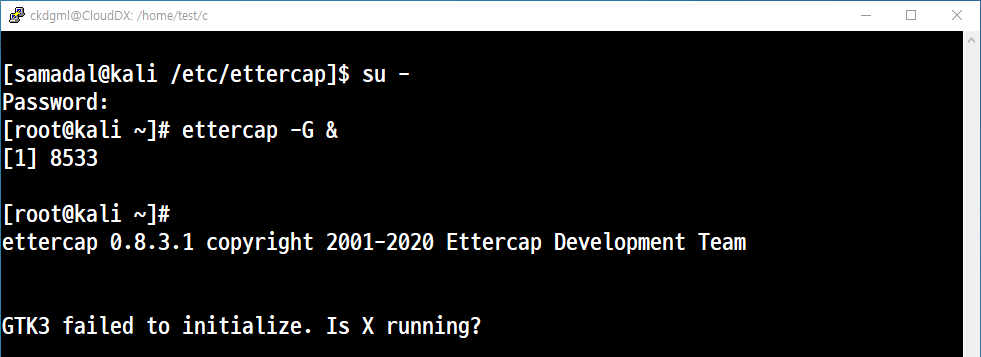 ckdgml@CloudDX: /home/test/c
[samadal@kali /etc/ettercap]$ su -
Password:
[root@kali ~]# ettercap -G &
[1] 8533
[root@kali ~]#
ettercap 0.8.3.1 copyright 2001-2020 Ettercap Development Team
GTK3 failed to initialize. Is X running?